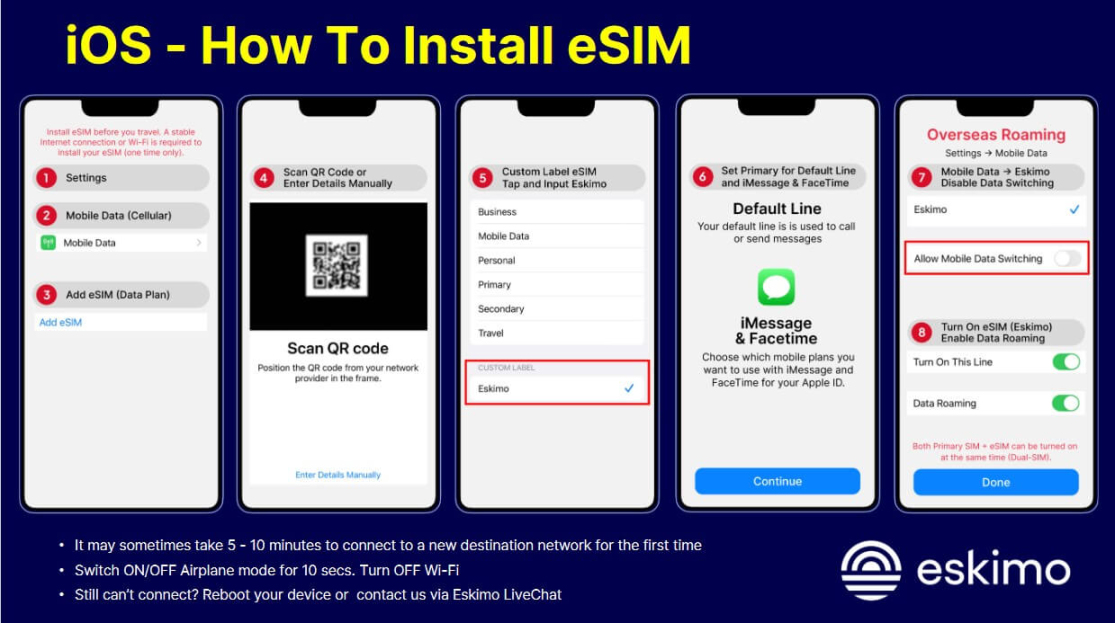 iOS - How To Install eSIM
Install eSIM before you travel. A stable
Internet connection or Wi-Fi is required to
install your eSIM (one time only).
1 Settings
2 Mobile Data (Cellular)
Mobile Data
3 Add eSIM (Data Plan)
Add eSIM
4 Scan QR Code or
Enter Details Manually
Scan QR code
Position the QR code from your network
provider in the frame.
Enter Details Manually
5 Custom Label eSIM
Tap and Input Eskimo
Business
Mobile Data
Personal
Primary
Secondary
Travel
CUSTOM LABEL
Eskimo
6 Set Primary for Default Line
and iMessage & FaceTime
Default Line
Your default line is is used to call
or send messages
iMessage
& Facetime
Choose which mobile plans you
want to use with iMessage and
FaceTime for your Apple ID.
Continue
Overseas Roaming
Settings → Mobile Data
7 Mobile Data → Eskimo
Disable Data Switching
Eskimo
Allow Mobile Data Switching
8 Turn On eSIM (Eskimo)
Enable Data Roaming
Turn On This Line
Data Roaming
Both Primary SIM + eSIM can be turned on
at the same time (Dual-SIM).
Done
• It may sometimes take 5 - 10 minutes to connect to a new destination network for the first time
• Switch ON/OFF Airplane mode for 10 secs. Turn OFF Wi-Fi
• Still can't connect? Reboot your device or contact us via Eskimo LiveChat
eskimo